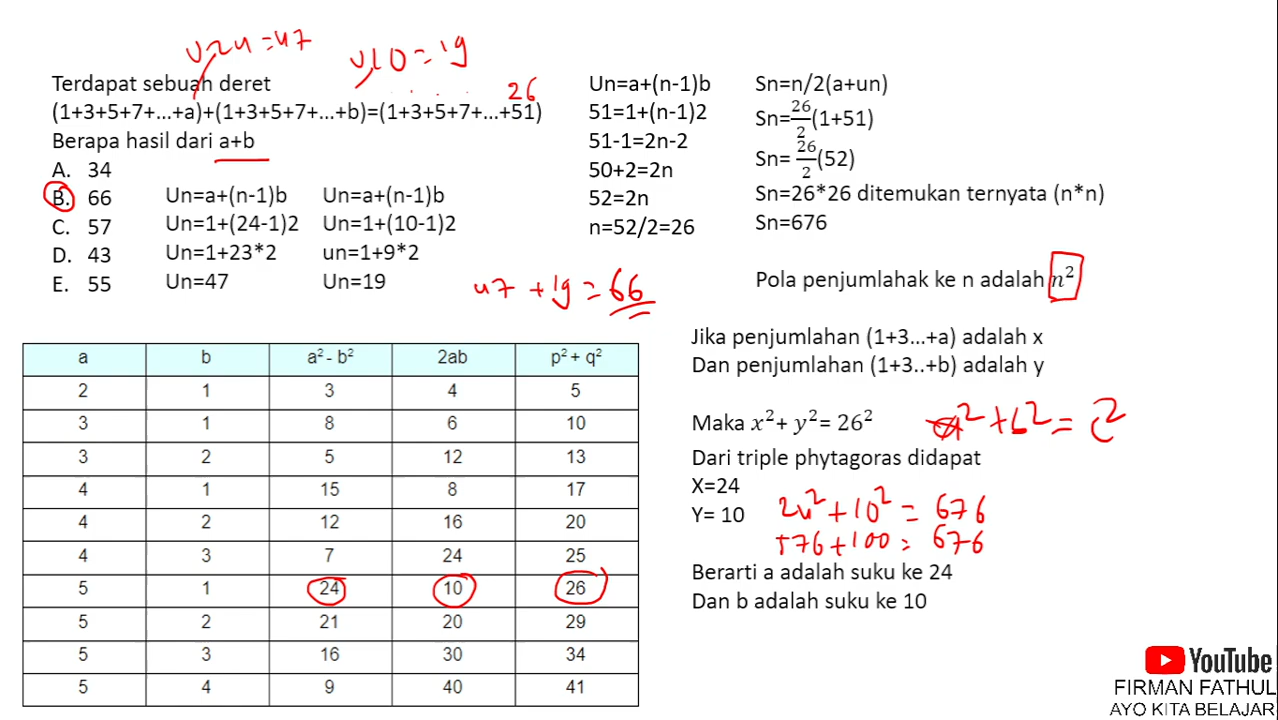 U24 = 47
U10 = 19
Terdapat sebuah deret
26
(1+3+5+7+...+a)+(1+3+5+7+...+b)=(1+3+5+7+...+51)
Berapa hasil dari a+b
A. 34
B. 66
C. 57
D. 43
E. 55
Un=a+(n-1)b
Un=1+(24-1)2
Un=1+23*2
Un=47
Un=a+(n-1)b
Un=1+(10-1)2
un=1+9*2
Un=19
47 + 19 = 66
Un=a+(n-1)b
51=1+(n-1)2
51-1=2n-2
50+2=2n
52=2n
n=52/2=26
Sn=n/2(a+un)
Sn=26/2(1+51)
Sn= 26/2(52)
Sn=26*26 ditemukan ternyata (n*n)
Sn=676
Pola penjumlahak ke n adalah n²
Jika penjumlahan (1+3...+a) adalah x
Dan penjumlahan (1+3..+b) adalah y
Maka x²+ y²= 26²
a² + b² = c²
Dari triple phytagoras didapat
X=24
Y= 10
24² + 10² = 676
576 + 100 = 676
Berarti a adalah suku ke 24
Dan b adalah suku ke 10
a b a² - b² 2ab p² + q²
2 1 3 4 5
3 1 8 6 10
3 2 5 12 13
4 1 15 8 17
4 2 12 16 20
4 3 7 24 25
5 1 24 10 26
5 2 21 20 29
5 3 16 30 34
5 4 9 40 41
YouTube
FIRMAN FATHUL
AYO KITA BELAJAR